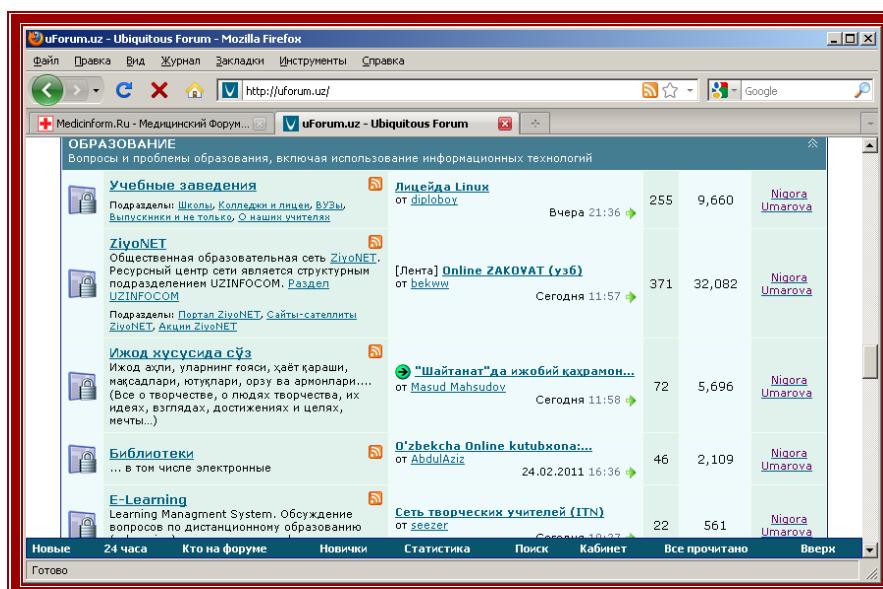 uForum.uz - Ubiquitous Forum - Mozilla Firefox
Файл Правка Вид Журнал Закладки Инструменты Справка
http://uforum.uz/
Google
Medicinform.Ru - Медицинский Форум...
uForum.uz - Ubiquitous Forum
ОБРАЗОВАНИЕ
Вопросы и проблемы образования, включая использование информационных технологий
Учебные заведения
Подразделы: Школы, Колледжи и лицеи, ВУЗы,
Выпускники и не только, О наших учителях
Лицейда Linux
от diploboy
Вчера 21:36
255
9,660
Nigora
Umarova
ZiyoNET
Общественная образовательная сеть ZiyoNET.
Ресурсный центр сети является структурным
подразделением UZINFOCOM. Раздел
UZINFOCOM
Подразделы: Портал ZiyoNET, Сайты-сателлиты
ZiyoNET, Акции ZiyoNET
[Лента] Online ZAKOVAT (узб)
от bekww
Сегодня 11:57
371
32,082
Nigora
Umarova
Ижод хусусида сўз
Ижод аҳли, уларнинг ғояси, ҳаёт қараши,
мақсадлари, ютуқлари, орзу ва армонлари....
(Все о творчестве, о людях творчества, их
идеях, взглядах, достижениях и целях,
мечты...)
"Шайтанат"да ижобий қаҳрамон...
от Masud Mahsudov
Сегодня 11:58
72
5,696
Nigora
Umarova
Библиотеки
... в том числе электронные
O'zbekcha Online kutubxona:...
от AbdulAziz
24.02.2011 16:36
46
2,109
Nigora
Umarova
E-Learning
Learning Managment System. Обсуждение
вопросов по дистанционному образованию
Сеть творческих учителей (ITN)
от seezer
22
561
Nigora
Umarova
Новые 24 часа Кто на форуме Новички Статистика Поиск Кабинет Все прочитано Вверх
Готово